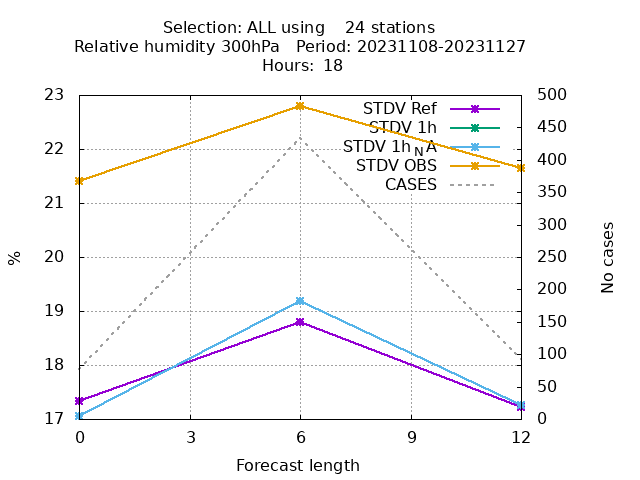 Selection: ALL using    24 stations
Relative humidity 300hPa   Period: 20231108-20231127
Hours: 18
23
22
21
20
19
18
17
%
STDV Ref
STDV 1h
STDV 1h_N A
STDV OBS
CASES
500
450
400
350
300
250
200
150
100
50
0
No cases
0 3 6 9 12
Forecast length